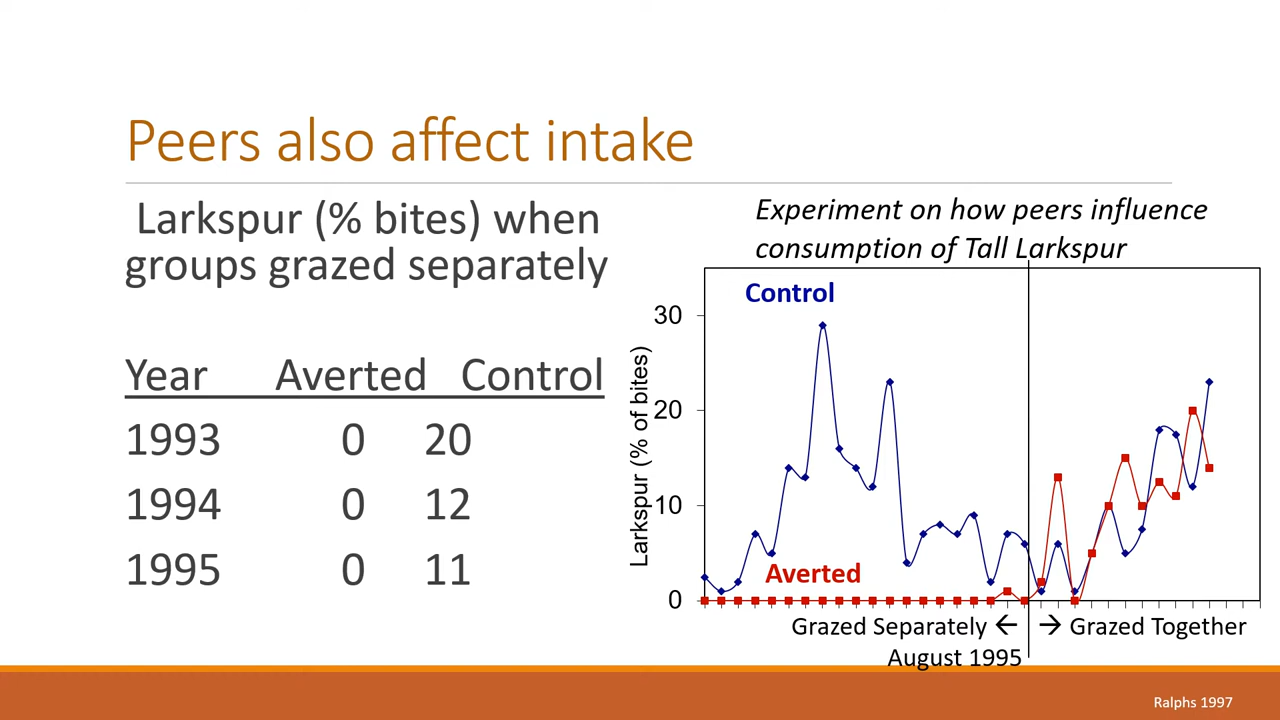 Peers also affect intake
Larkspur (% bites) when
groups grazed separately
Year Averted Control
1993 0 20
1994 0 12
1995 0 11
Experiment on how peers influence
consumption of Tall Larkspur
Control
Averted
Larkspur (% of bites)
30
20
10
0
Grazed Separately ← → Grazed Together
August 1995
Ralphs 1997